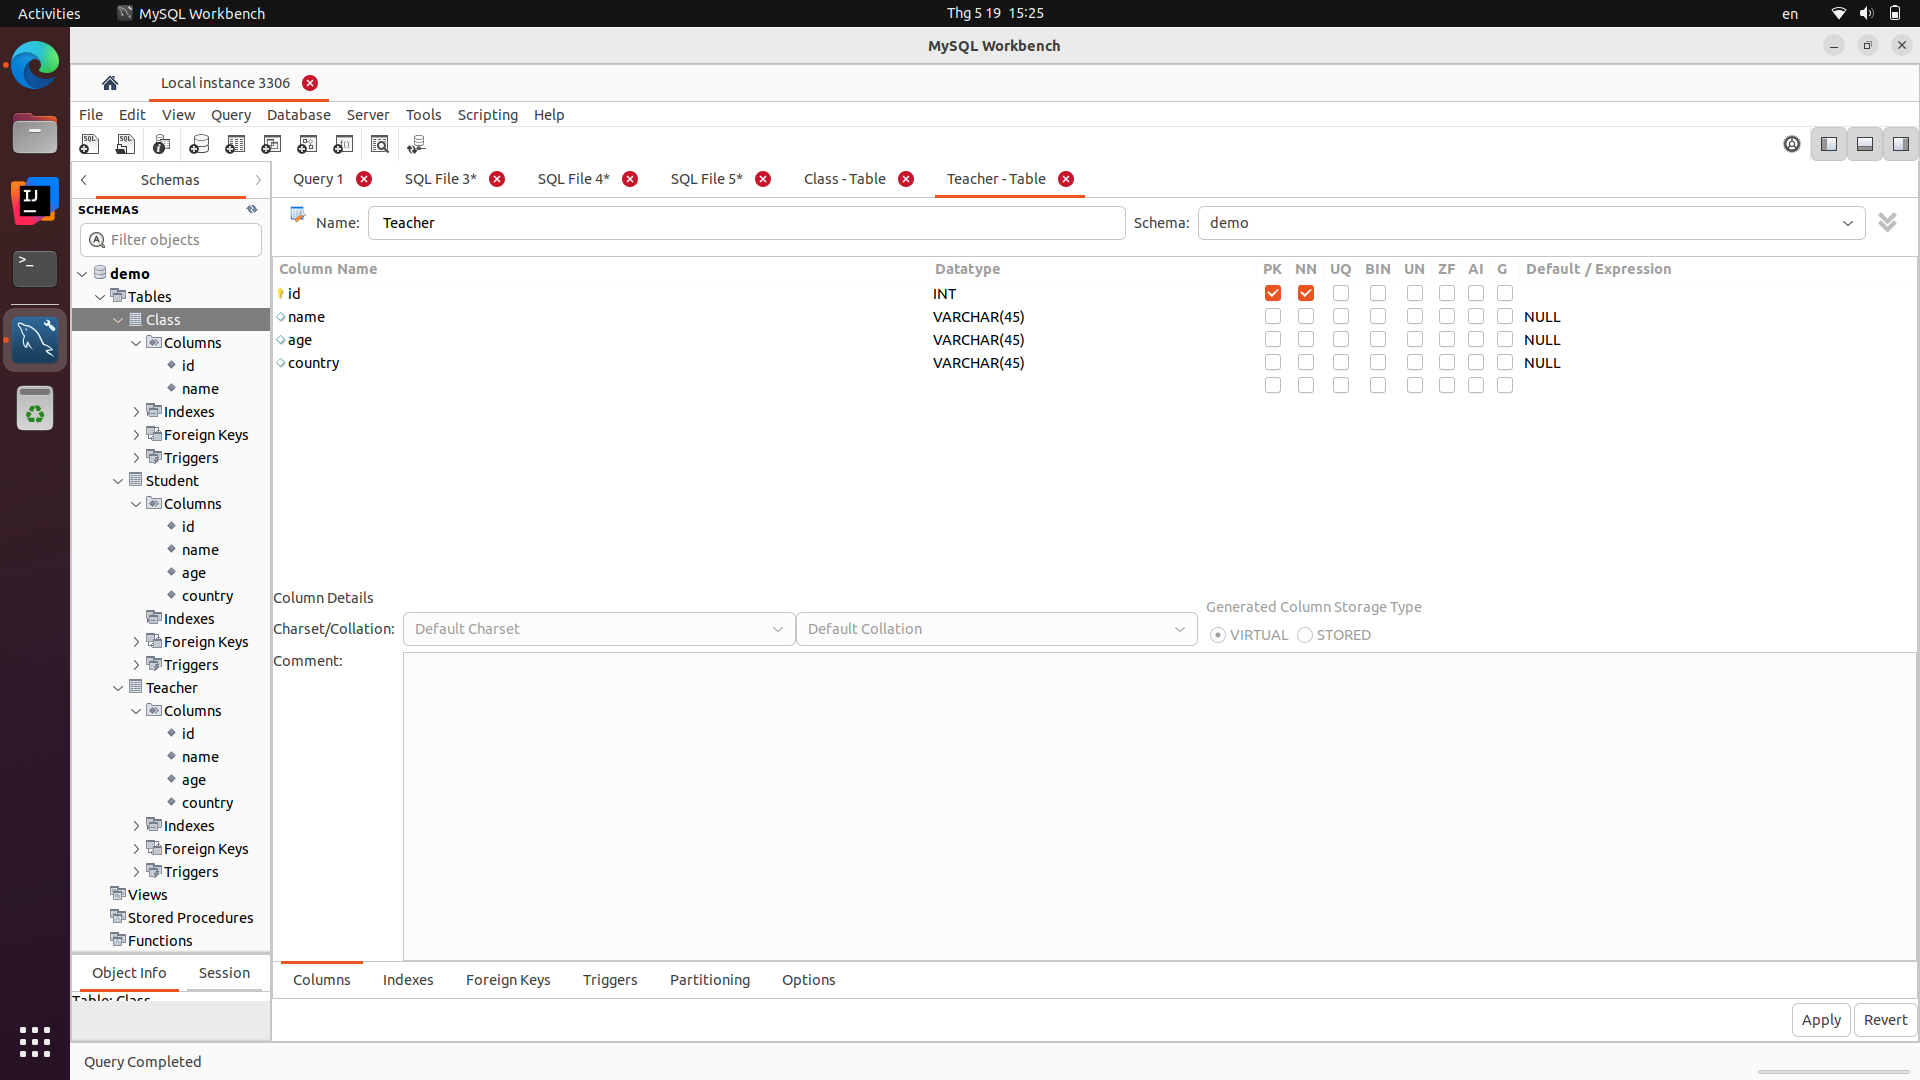 Activities
MySQL Workbench
Thg 5 19 15:25
en
MySQL Workbench
Local instance 3306
File Edit View Query Database Server Tools Scripting Help
Schemas
Query 1
SQL File 3*
SQL File 4*
SQL File 5*
Class - Table
Teacher - Table
SCHEMAS
Filter objects
Name: Teacher
Schema: demo
Column Name Datatype PK NN UQ BIN UN ZF AI G Default / Expression
id INT
name VARCHAR(45) NULL
age VARCHAR(45) NULL
country VARCHAR(45) NULL
demo
Tables
Class
Columns
id
name
Indexes
Foreign Keys
Triggers
Student
Columns
id
name
age
country
Indexes
Foreign Keys
Triggers
Teacher
Columns
id
name
age
country
Indexes
Foreign Keys
Triggers
Views
Stored Procedures
Functions
Column Details
Charset/Collation: Default Charset Default Collation
Generated Column Storage Type
VIRTUAL STORED
Comment:
Object Info Session
Table: Class
Columns Indexes Foreign Keys Triggers Partitioning Options
Apply Revert
Query Completed